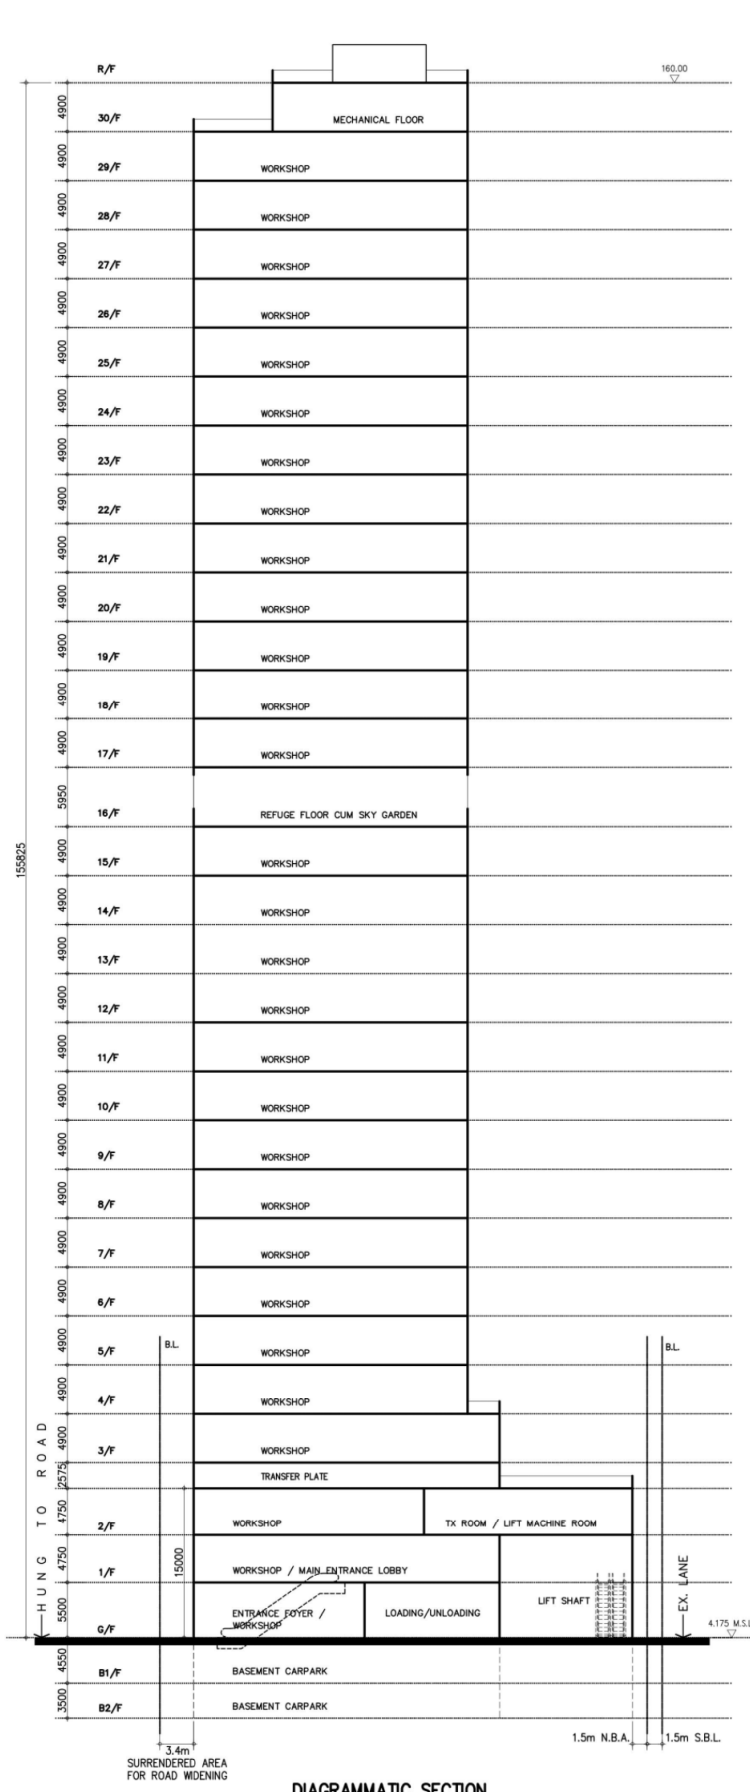 R/F
160.00
4900
30/F
MECHANICAL FLOOR
4900
29/F
WORKSHOP
4900
28/F
WORKSHOP
4900
27/F
WORKSHOP
4900
26/F
WORKSHOP
4900
25/F
WORKSHOP
4900
24/F
WORKSHOP
4900
23/F
WORKSHOP
4900
22/F
WORKSHOP
4900
21/F
WORKSHOP
4900
20/F
WORKSHOP
4900
19/F
WORKSHOP
4900
18/F
WORKSHOP
4900
17/F
WORKSHOP
5950
16/F
REFUGE FLOOR CUM SKY GARDEN
155825
4900
15/F
WORKSHOP
4900
14/F
WORKSHOP
4900
13/F
WORKSHOP
4900
12/F
WORKSHOP
4900
11/F
WORKSHOP
4900
10/F
WORKSHOP
4900
9/F
WORKSHOP
4900
8/F
WORKSHOP
4900
7/F
WORKSHOP
4900
6/F
WORKSHOP
4900
5/F
WORKSHOP
B.L.
B.L.
4900
4/F
WORKSHOP
4900
3/F
WORKSHOP
2575
TRANSFER PLATE
4750
2/F
WORKSHOP
TX ROOM / LIFT MACHINE ROOM
15000
4750
1/F
WORKSHOP / MAIN ENTRANCE LOBBY
HUNG TO ROAD
5500
G/F
ENTRANCE FOYER /
WORKSHOP
LOADING/UNLOADING
LIFT SHAFT
EX. LANE
4.175 M.S.L
4550
B1/F
BASEMENT CARPARK
3500
B2/F
BASEMENT CARPARK
3.4m
SURRENDERED AREA
FOR ROAD WIDENING
1.5m N.B.A.
1.5m S.B.L.
DIAGRAMMATIC SECTION